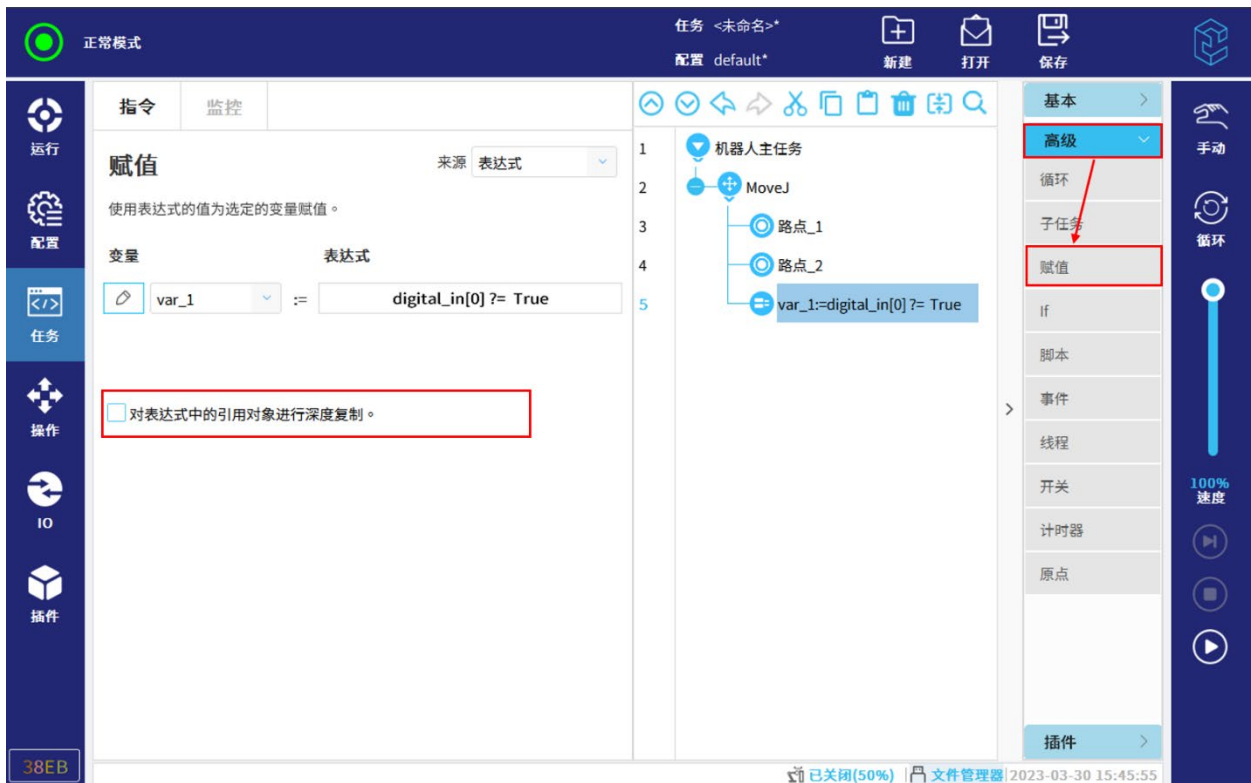 正常模式
任务 <未命名>*
配置 default*
新建
打开
保存
运行
配置
任务
操作
IO
插件
38EB
指令
监控
赋值
来源 表达式
使用表达式的值为选定的变量赋值。
变量
表达式
var_1 := digital_in[0] ?= True
对表达式中的引用对象进行深度复制。
1 机器人主任务
2 MoveJ
3 路点_1
4 路点_2
5 var_1:=digital_in[0] ?= True
基本
高级
循环
子任务
赋值
If
脚本
事件
线程
开关
计时器
原点
插件
手动
循环
100%
速度
已关闭(50%) 文件管理器 2023-03-30 15:45:55